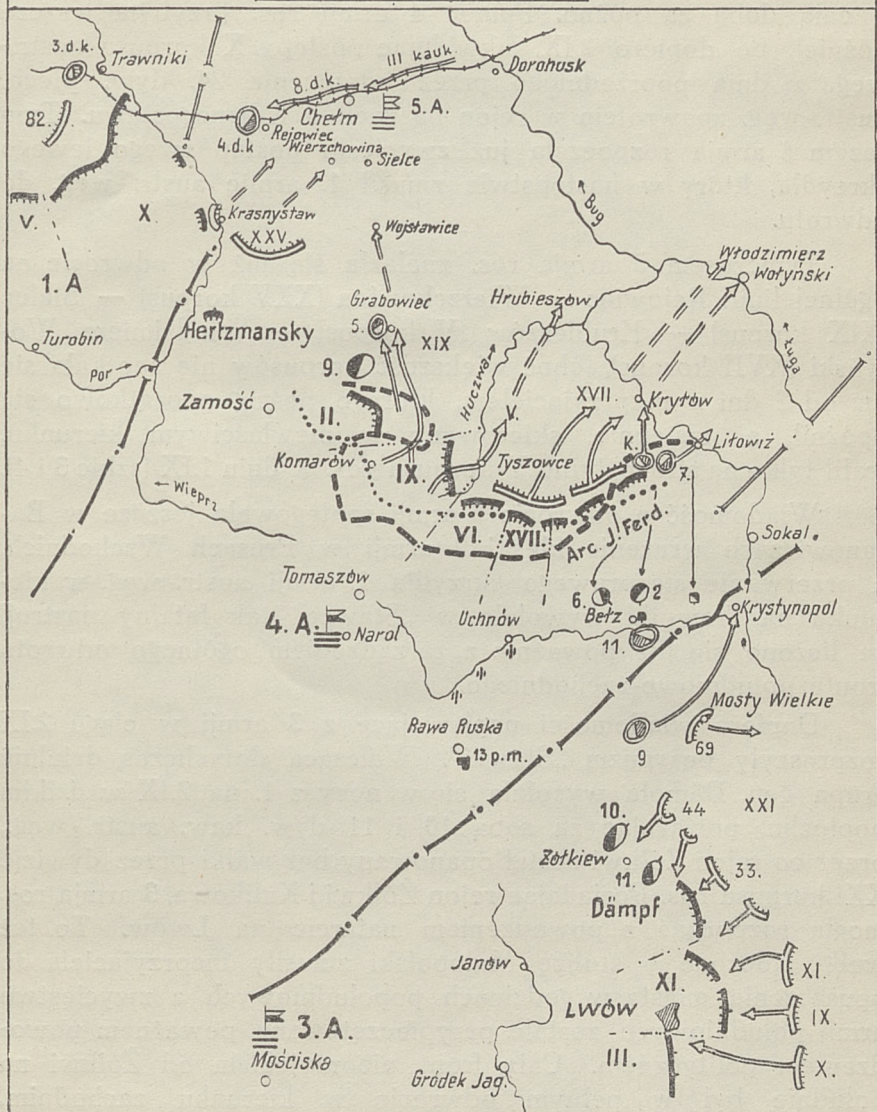 3.d.k.
Trawniki
III kauk
Dorohusk
8.d.k
Chełm
5.A.
82.
4.d.k
Rejowiec
Wierzchowina
Sielce
V.
X
Krasnystaw
XXV
Wojsławice
Bug
Włodzimierz
Wołyński
1.A
Hrubieszów
Grabowiec
5.
XIX
Hertzmansky
Turobin
Por
9.
Huczwa
Ługa
Zamość
II.
V.
XVII.
Kryłów
Komarów
IX.
Tyszowce
K.
Liłowiż
7.
Wieprz
VI.
XVII.
Arc. J. Ferd.
Sokal
Tomaszów
6.
2
4.A.
Narol
Uchnów
Bełz
Krystynopol
11.
Mosty Wielkie
Rawa Ruska
13 p.m.
9
69
10.
44
XXI
Żółkiew
11.
33.
Dämpf
Janów
XI.
XI.
LWÓW
IX.
3.A.
III.
Mościska
X.
Gródek Jag.